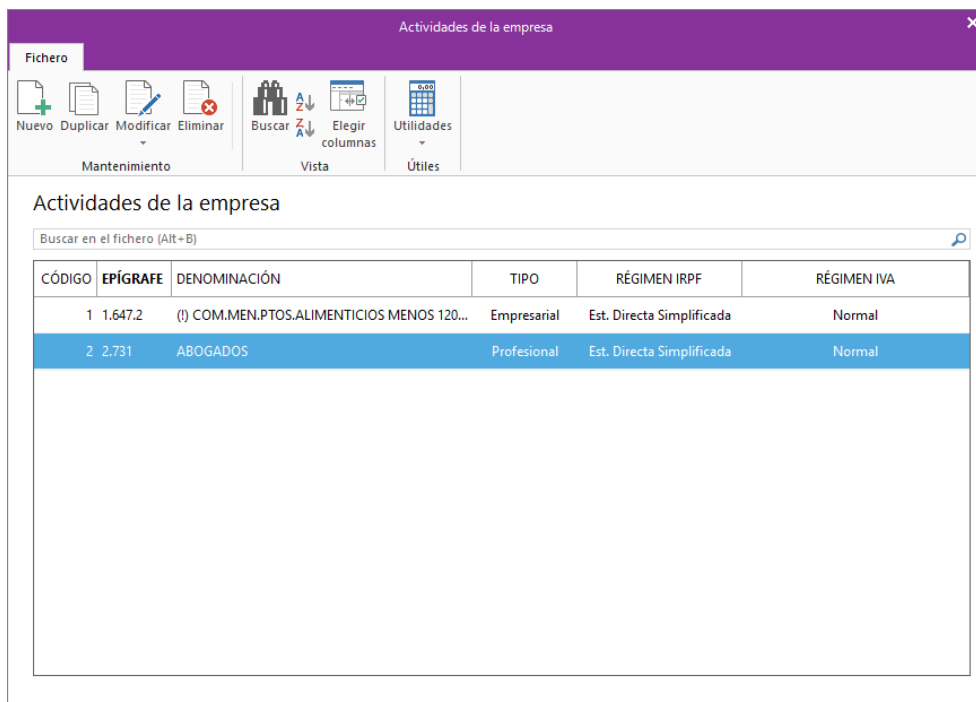 Actividades de la empresa
Fichero
Nuevo Duplicar Modificar Eliminar Buscar Elegir columnas Utilidades
Mantenimiento Vista Útiles
Actividades de la empresa
Buscar en el fichero (Alt+B)
CÓDIGO EPÍGRAFE DENOMINACIÓN TIPO RÉGIMEN IRPF RÉGIMEN IVA
1 1.647.2 (!) COM.MEN.PTOS.ALIMENTICIOS MENOS 120... Empresarial Est. Directa Simplificada Normal
2 2.731 ABOGADOS Profesional Est. Directa Simplificada Normal